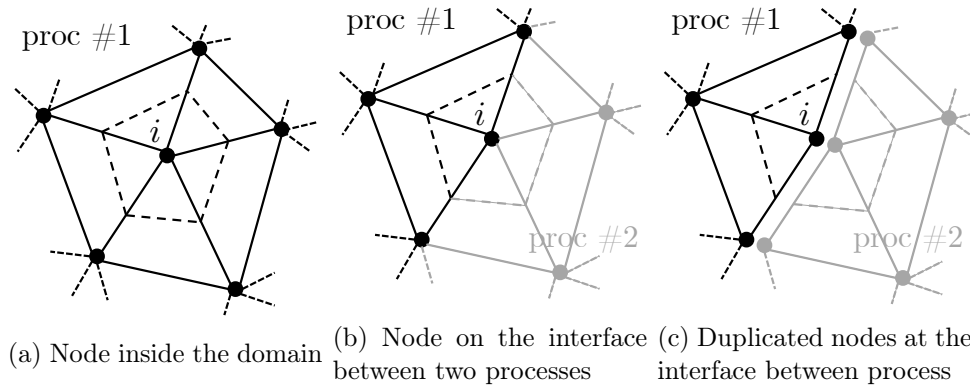 proc #1
i
(a) Node inside the domain
proc #1
i
proc #2
(b) Node on the interface
between two processes
proc #1
i
proc #2
(c) Duplicated nodes at the
interface between process